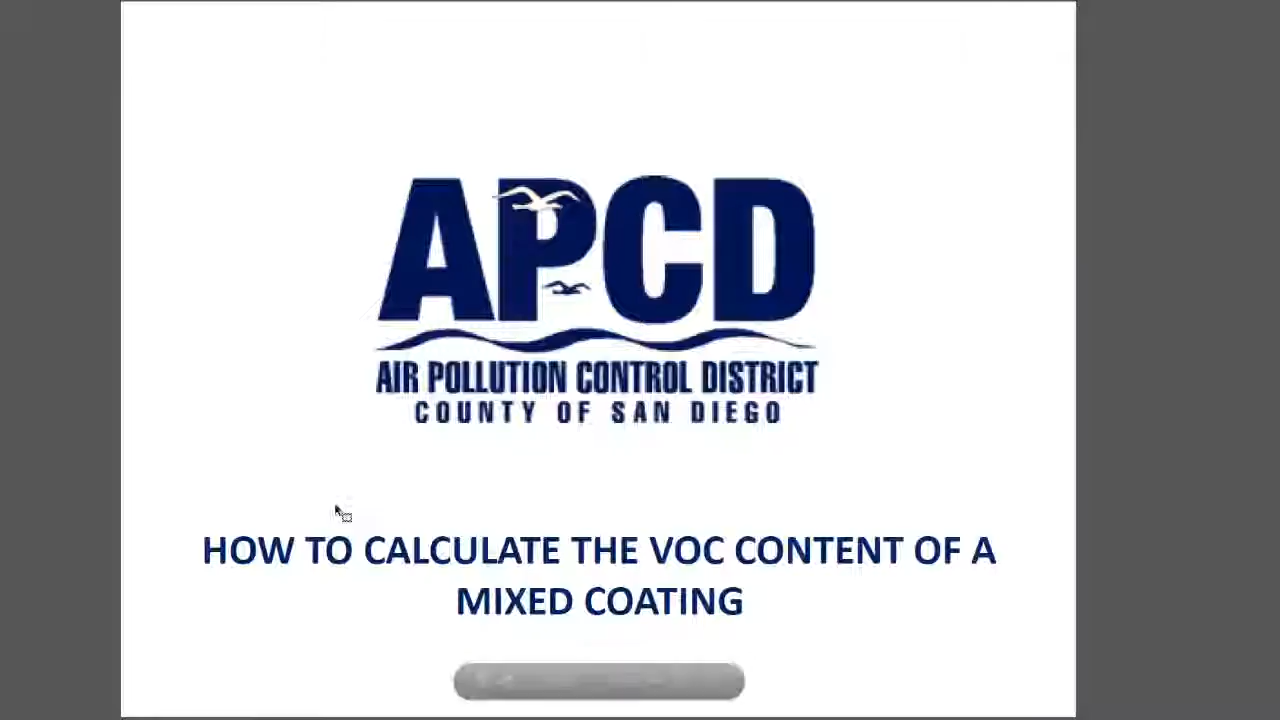 APCD
AIR POLLUTION CONTROL DISTRICT
COUNTY OF SAN DIEGO
HOW TO CALCULATE THE VOC CONTENT OF A
MIXED COATING